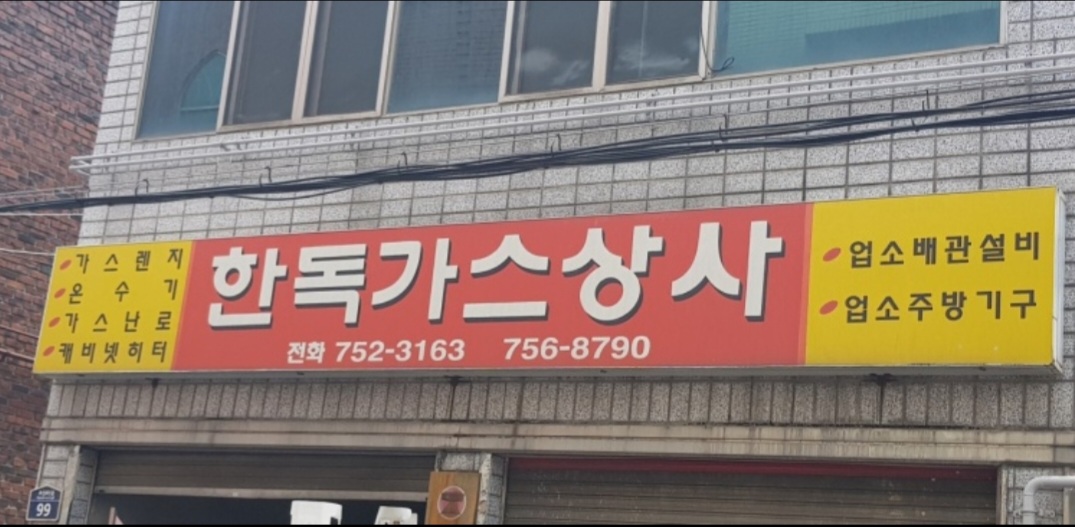 가스렌지
온수기
가스난로
캐비넷히터
한독가스상사
전화 752-3163 756-8790
업소배관설비
업소주방기구
99